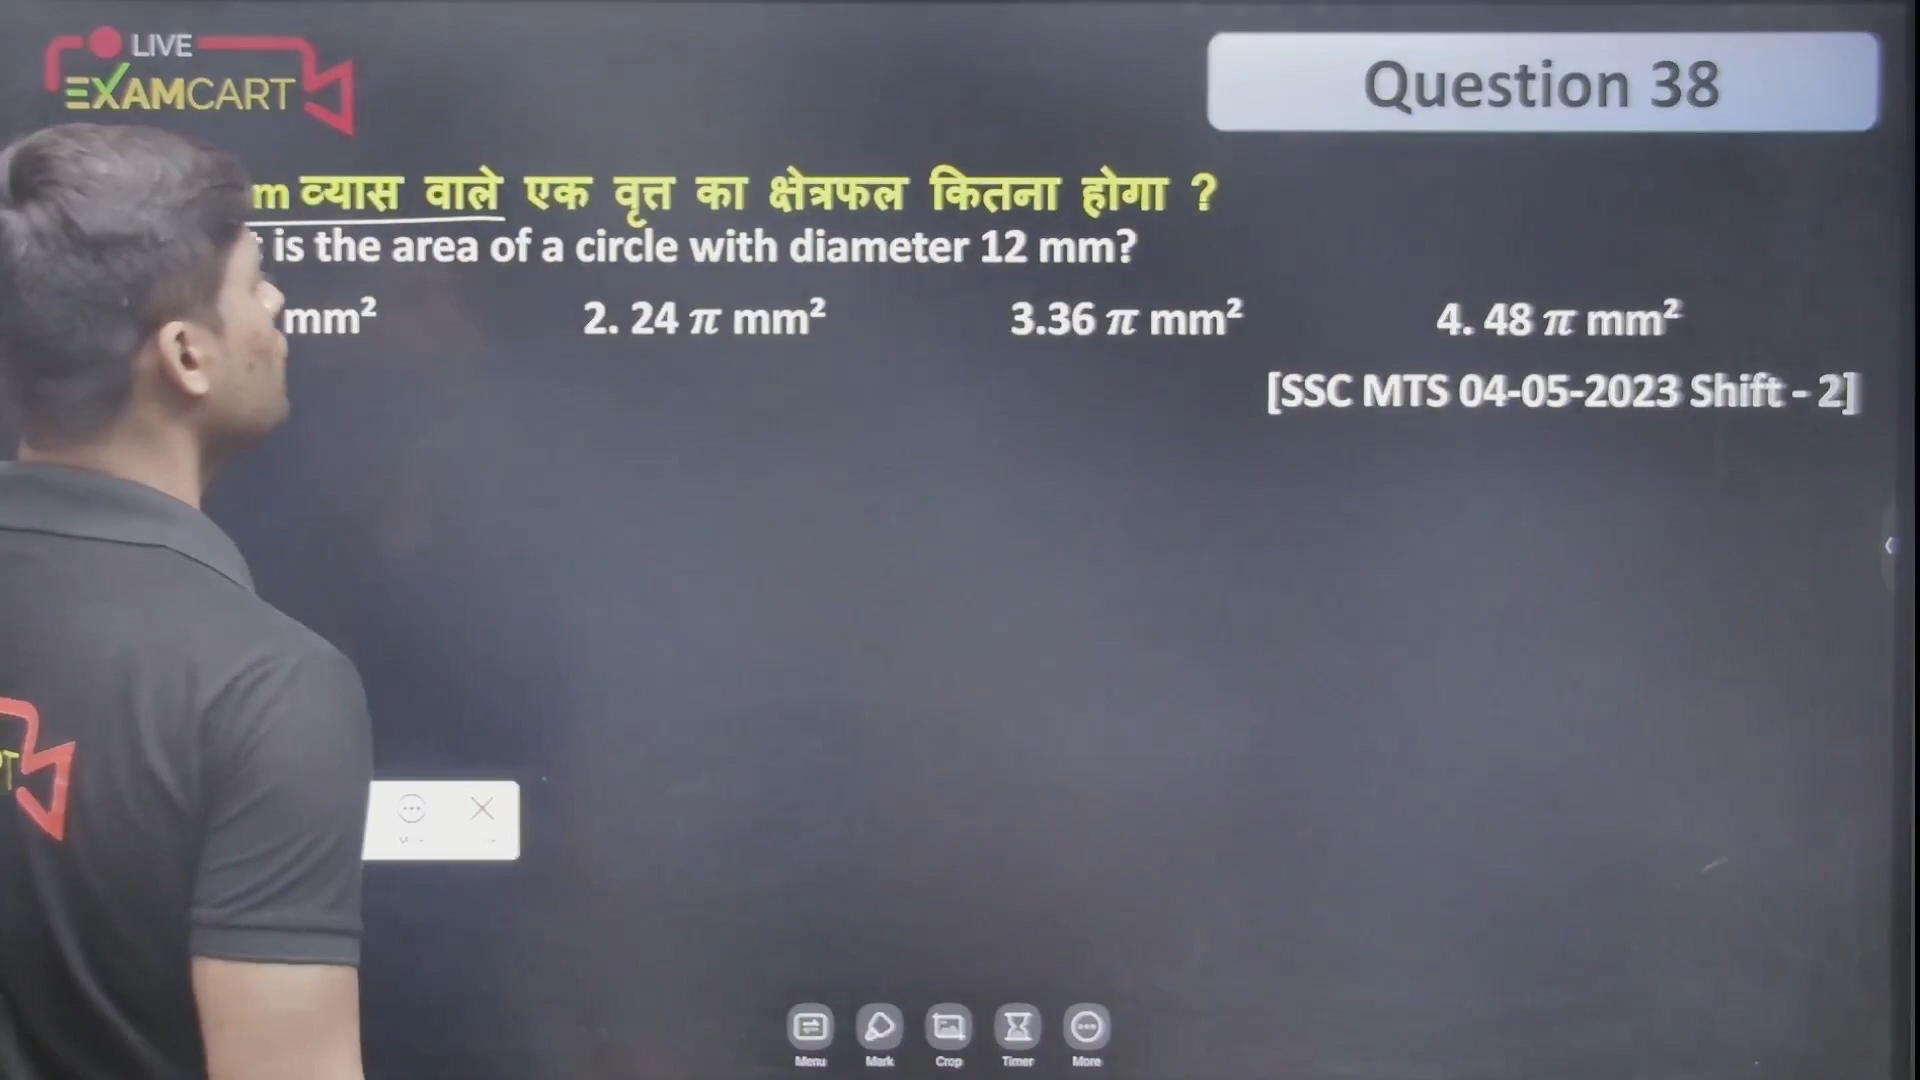 LIVE
EXAMCART
Question 38
व्यास वाले एक वृत्त का क्षेत्रफल कितना होगा ?
is the area of a circle with diameter 12 mm?
mm²
2. 24 π mm²
3.36 π mm²
4. 48 π mm²
[SSC MTS 04-05-2023 Shift - 2]
Menu
Mark
Crop
Timer
More